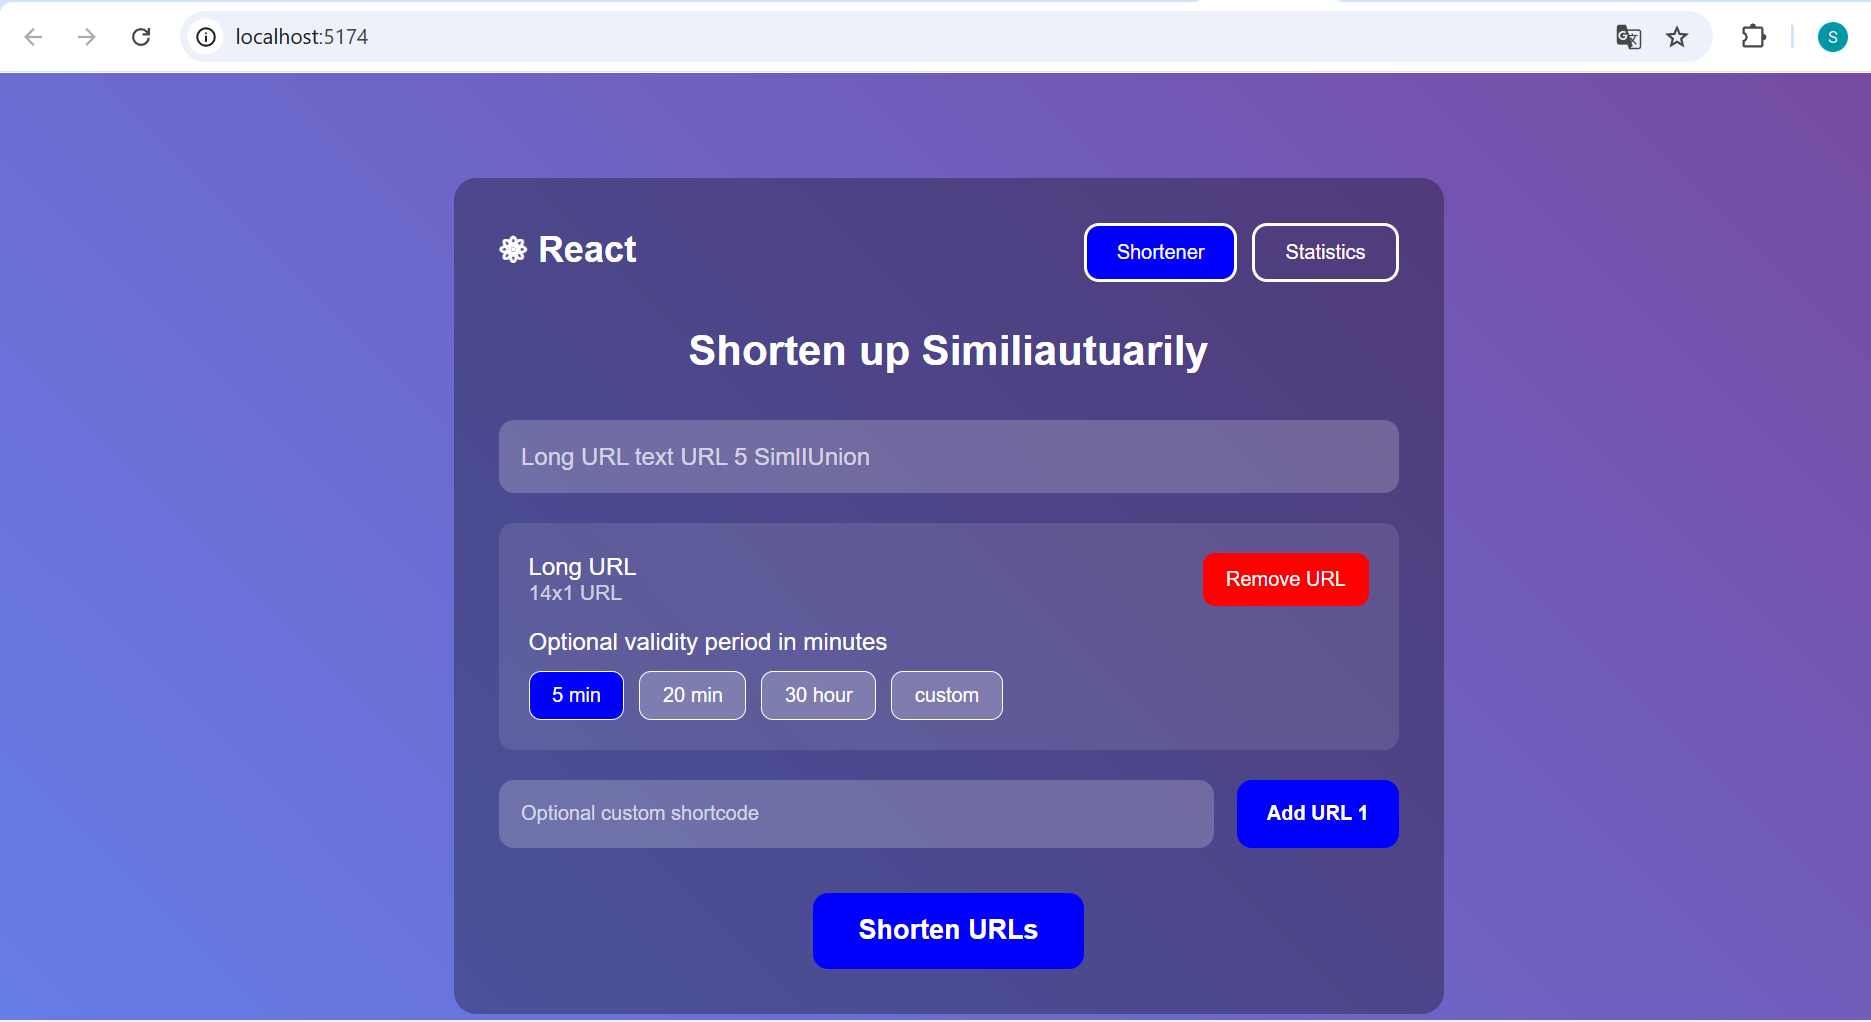 localhost:5174
S
React
Shortener
Statistics
Shorten up Similiautuarily
Long URL text URL 5 SimlIUnion
Long URL
14x1 URL
Remove URL
Optional validity period in minutes
5 min
20 min
30 hour
custom
Optional custom shortcode
Add URL 1
Shorten URLs